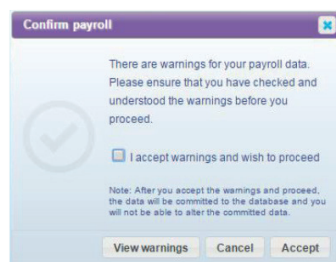 Confirm payroll
There are warnings for your payroll data.
Please ensure that you have checked and
understood the warnings before you
proceed.
I accept warnings and wish to proceed
Note: After you accept the warnings and proceed,
the data will be committed to the database and you
will not be able to alter the committed data.
View warnings Cancel Accept